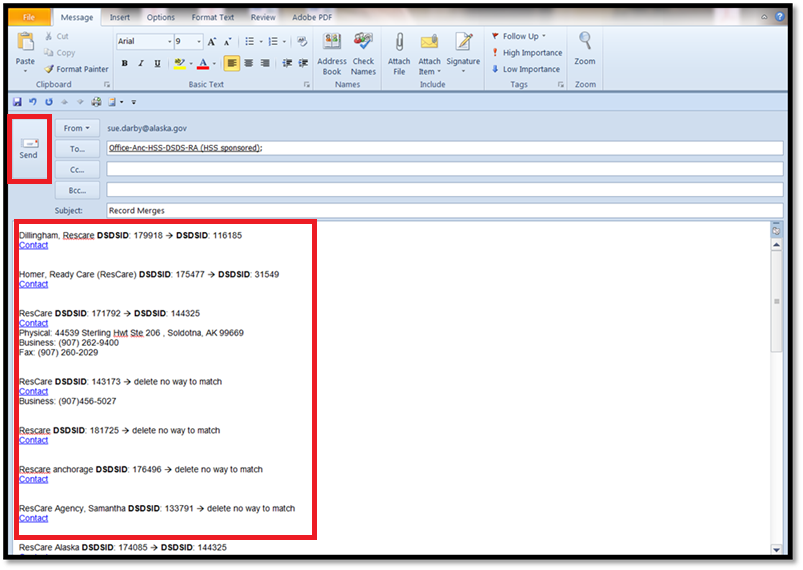 File Message Insert Options Format Text Review Adobe PDF
Paste
Cut
Copy
Format Painter
Clipboard
Arial 9
B I U
Basic Text
Address Book
Check Names
Names
Attach File
Attach Item
Signature
Include
Follow Up
High Importance
Low Importance
Tags
Zoom
Zoom
Send
From sue.darby@alaska.gov
To... Office-Anc-HSS-DSDS-RA (HSS sponsored);
Cc...
Bcc...
Subject: Record Merges
Dillingham, Rescare DSDSID: 179918 → DSDSID: 116185
Contact
Homer, Ready Care (ResCare) DSDSID: 175477 → DSDSID: 31549
Contact
ResCare DSDSID: 171792 → DSDSID: 144325
Contact
Physical: 44539 Sterling Hwt Ste 206 , Soldotna, AK 99669
Business: (907) 262-9400
Fax: (907) 260-2029
ResCare DSDSID: 143173 → delete no way to match
Contact
Business: (907)456-5027
Rescare DSDSID: 181725 → delete no way to match
Contact
Rescare anchorage DSDSID: 176496 → delete no way to match
Contact
ResCare Agency, Samantha DSDSID: 133791 → delete no way to match
Contact
ResCare Alaska DSDSID: 174085 → DSDSID: 144325